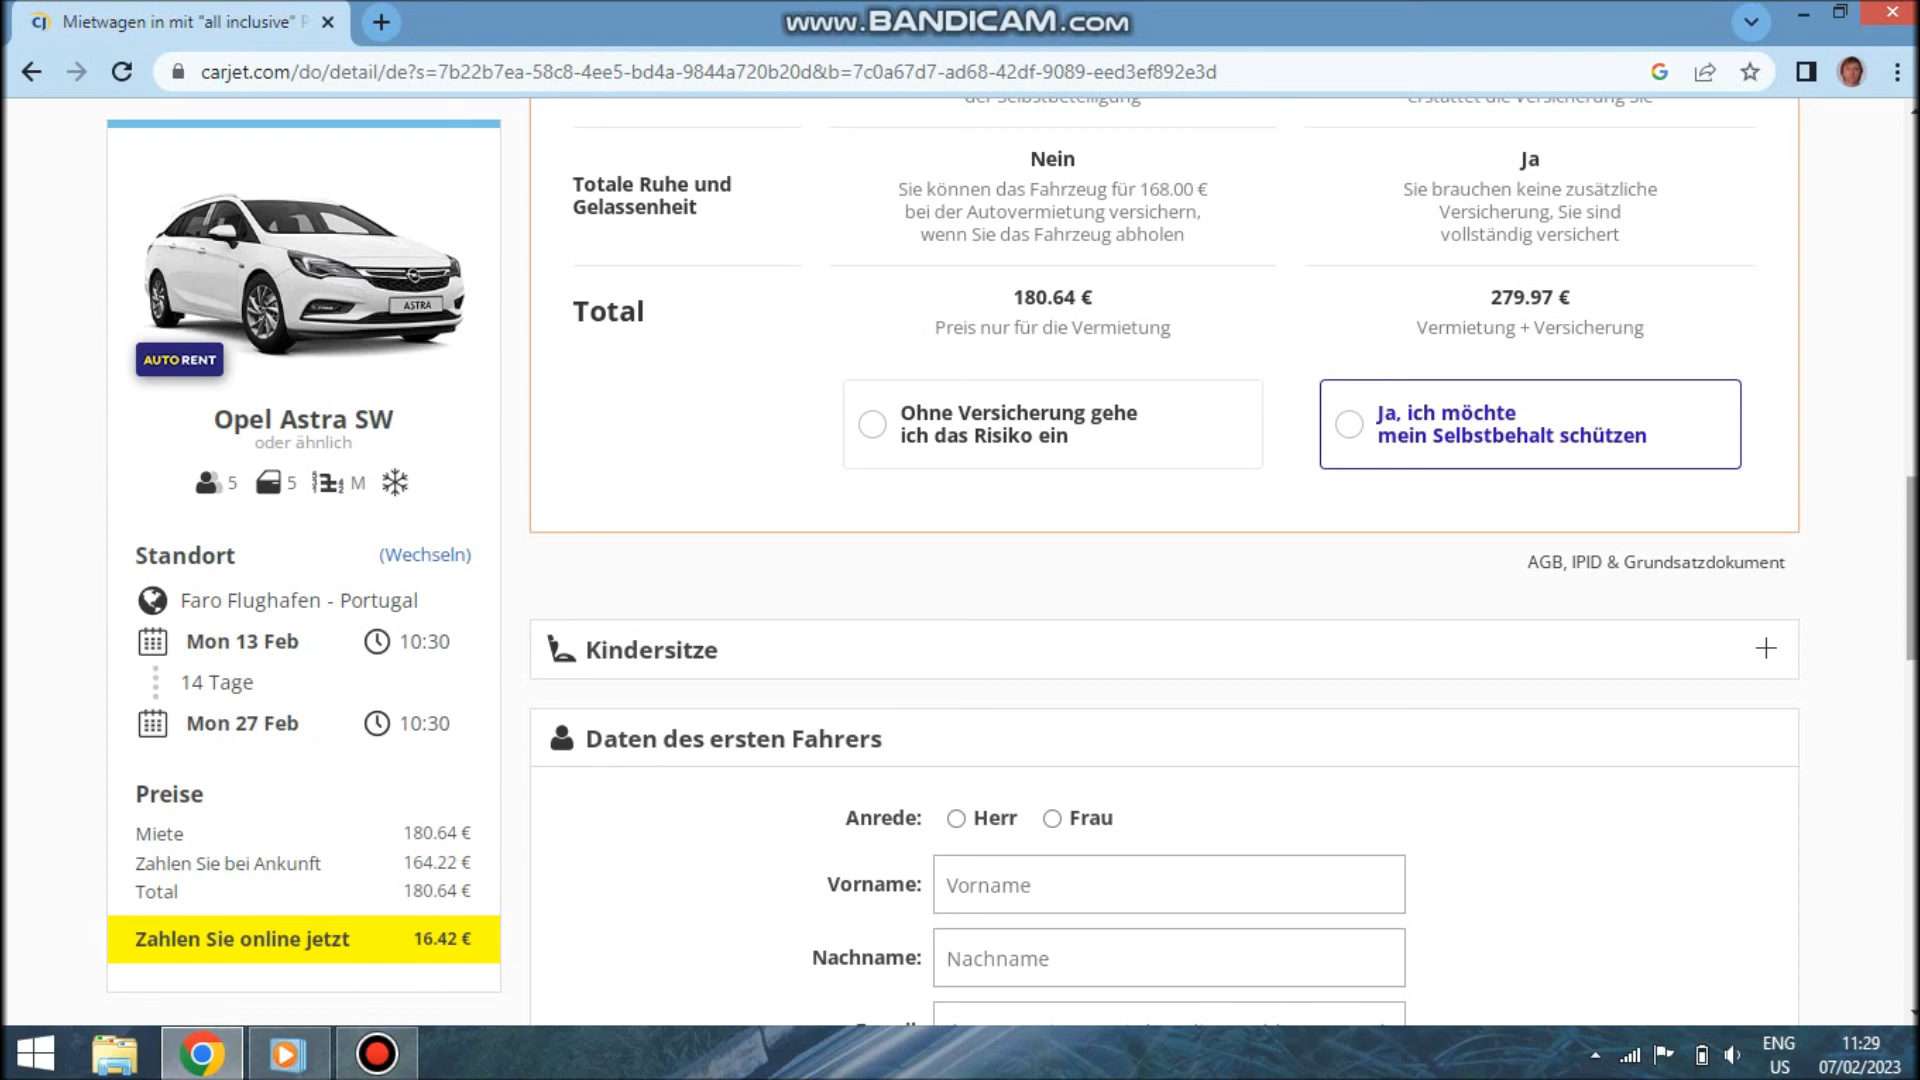 Mietwagen in mit "all inclusive" P
www.BANDICAM.com
carjet.com/do/detail/de?s=7b22b7ea-58c8-4ee5-bd4a-9844a720b20d&b=7c0a67d7-ad68-42df-9089-eed3ef892e3d
der Selbstbeteiligung
erstattet die Versicherung Sie
Totale Ruhe und
Gelassenheit
Nein
Sie können das Fahrzeug für 168.00 €
bei der Autovermietung versichern,
wenn Sie das Fahrzeug abholen
Ja
Sie brauchen keine zusätzliche
Versicherung, Sie sind
vollständig versichert
Total
180.64 €
Preis nur für die Vermietung
279.97 €
Vermietung + Versicherung
Ohne Versicherung gehe
ich das Risiko ein
Ja, ich möchte
mein Selbstbehalt schützen
AGB, IPID & Grundsatzdokument
ASTRA
AUTO RENT
Opel Astra SW
oder ähnlich
5 5 M
Standort (Wechseln)
Faro Flughafen - Portugal
Mon 13 Feb 10:30
14 Tage
Mon 27 Feb 10:30
Preise
Miete 180.64 €
Zahlen Sie bei Ankunft 164.22 €
Total 180.64 €
Zahlen Sie online jetzt 16.42 €
Kindersitze
Daten des ersten Fahrers
Anrede: Herr Frau
Vorname: Vorname
Nachname: Nachname
ENG 11:29
US 07/02/2023